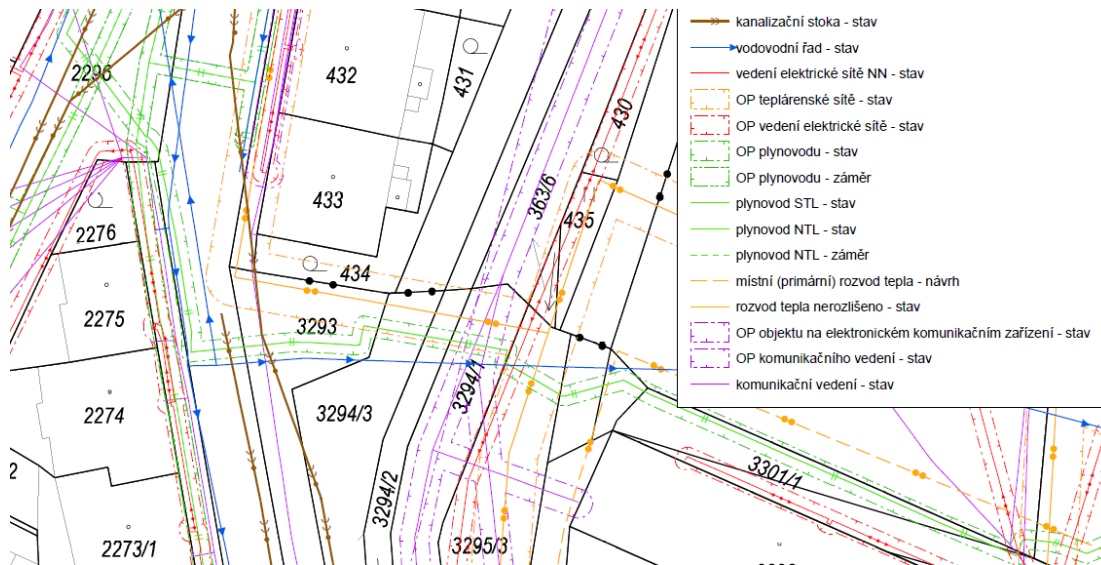 kanalizační stoka - stav
vodovodní řad - stav
vedení elektrické sítě NN - stav
OP teplárenské sítě - stav
OP vedení elektrické sítě - stav
OP plynovodu - stav
OP plynovodu - záměr
plynovod STL - stav
plynovod NTL - stav
plynovod NTL - záměr
místní (primární) rozvod tepla - návrh
rozvod tepla nerozlišeno - stav
OP objektu na elektronickém komunikačním zařízení - stav
OP komunikačního vedení - stav
komunikační vedení - stav
2296
432
431
430
433
363/6
435
2276
434
2275
3293
3294/1
2274
3294/3
3301/1
3294/2
2273/1
3295/3